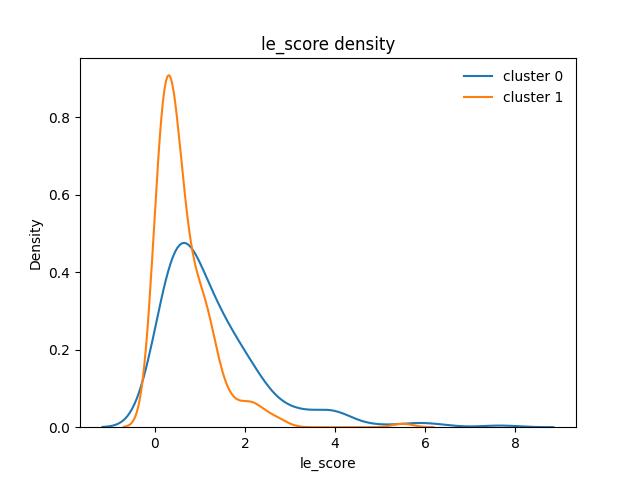 le_score density
cluster 0
cluster 1
Density
0.8
0.6
0.4
0.2
0.0
0 2 4 6 8
le_score